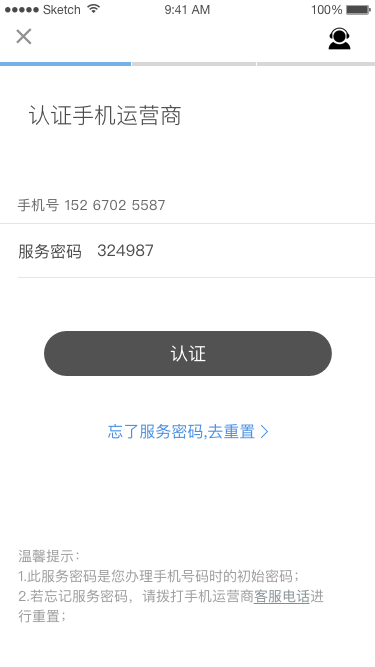 Sketch 9:41 AM 100%
认证手机运营商
手机号 152 6702 5587
服务密码 324987
认证
忘了服务密码,去重置
温馨提示：
1.此服务密码是您办理手机号码时的初始密码；
2.若忘记服务密码，请拨打手机运营商客服电话进
行重置；